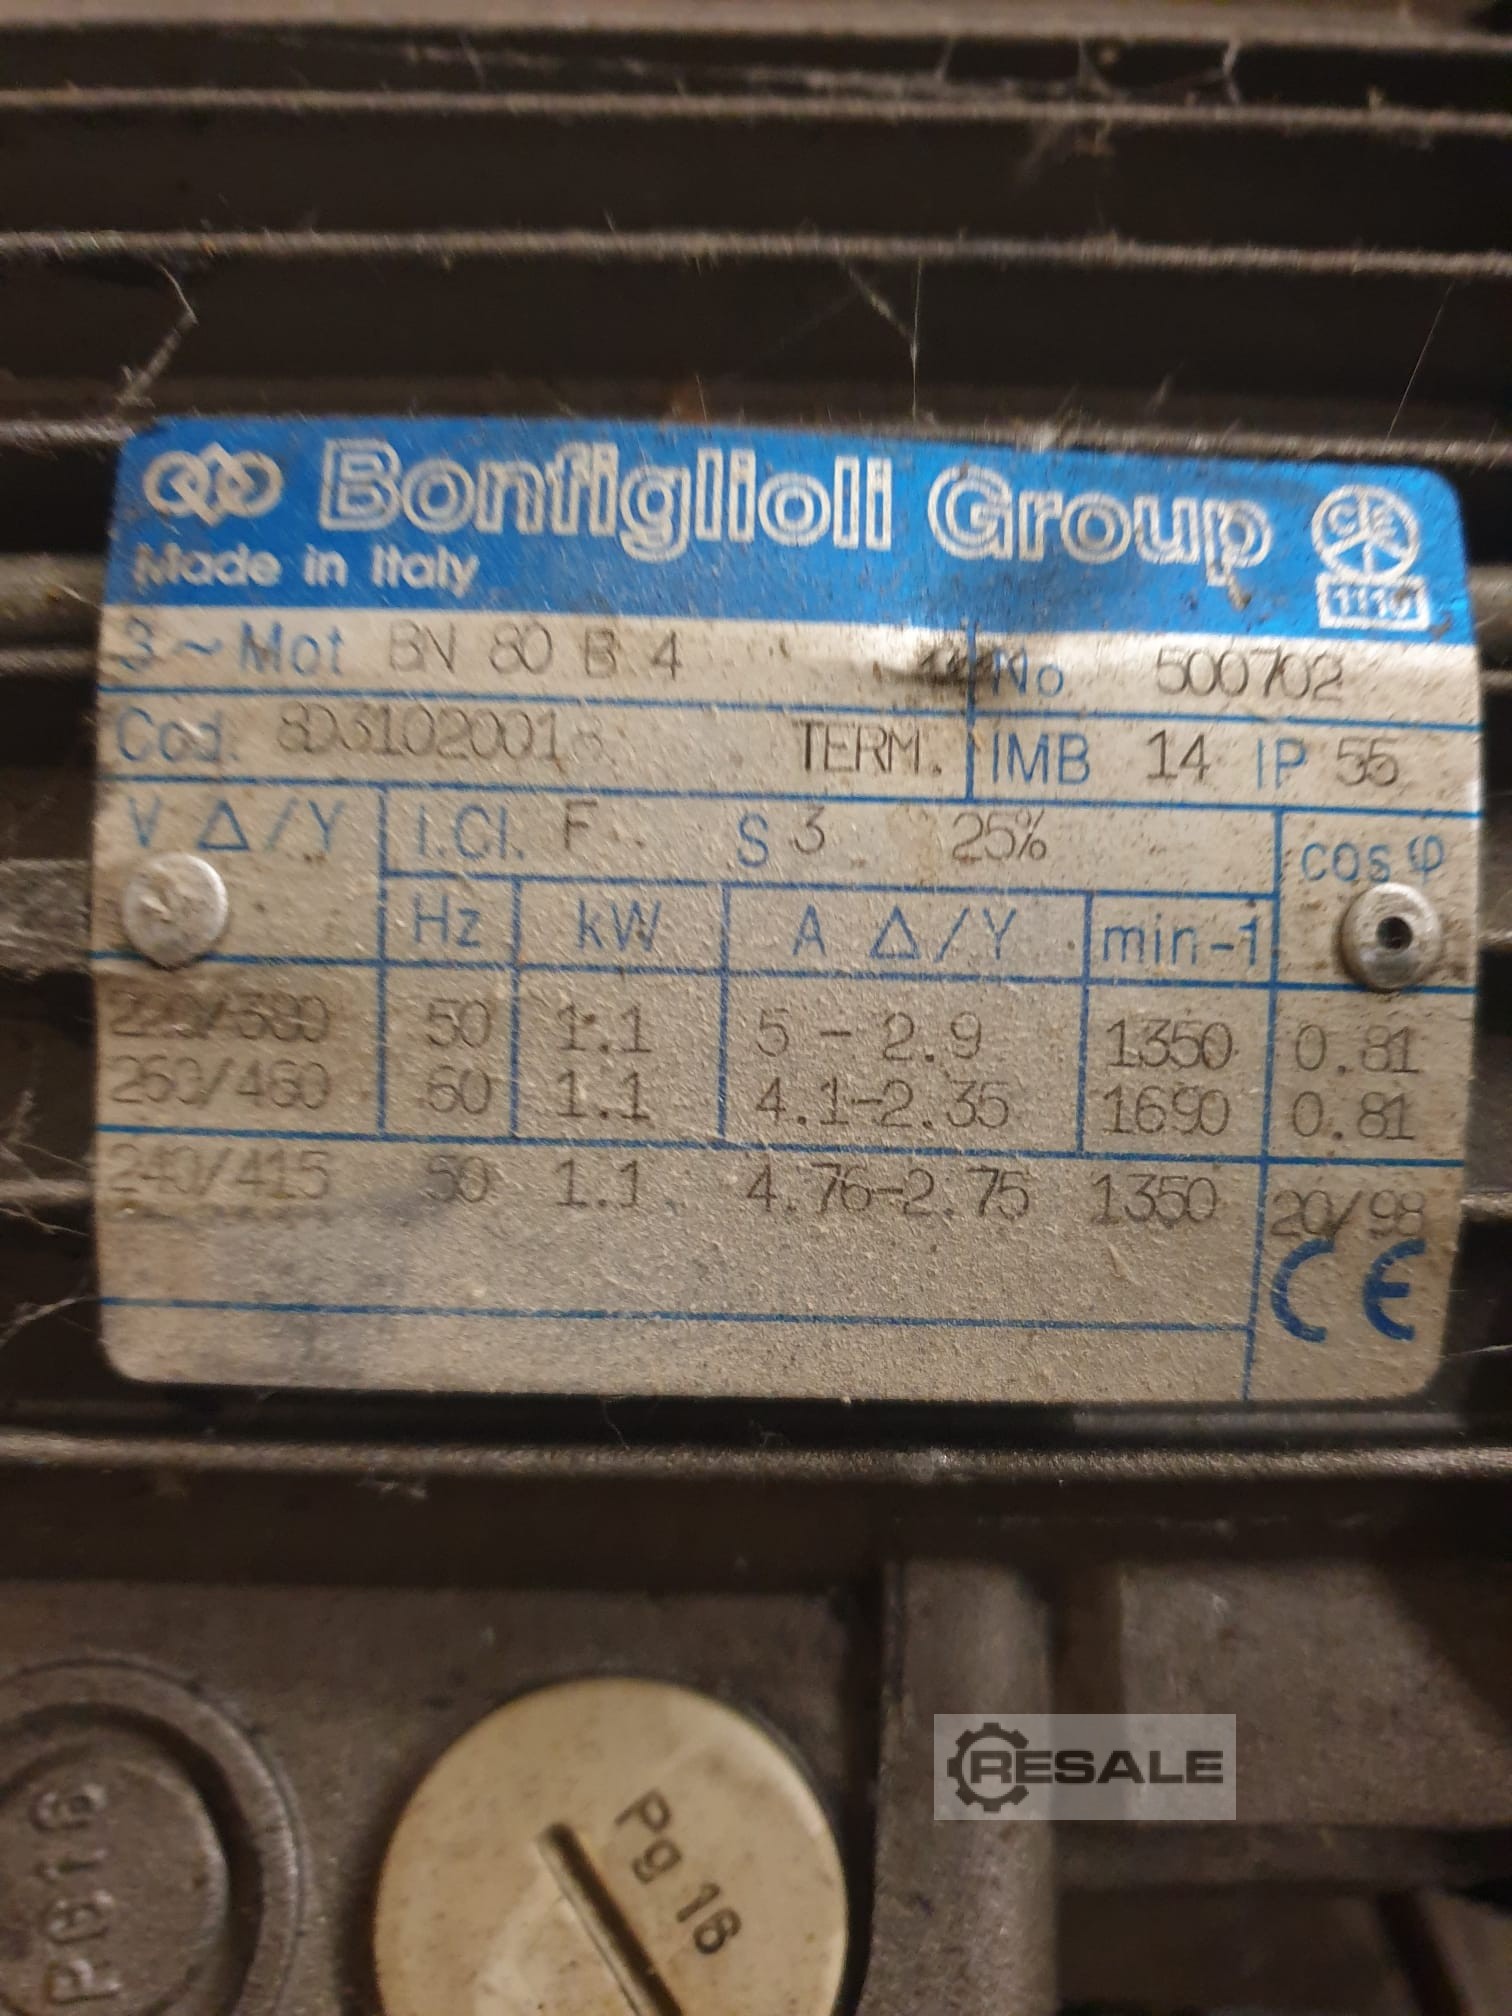 Bonfiglioli Group
Made in Italy
3~Mot BN 80 B 4 No 500702
Cod. TERM. IMB 14 IP 55
V Δ/Y I.Cl. F S 3 25% cos φ
Hz kW A Δ/Y min-1
220/380 50 1.1 5 - 2.9 1350 0.81
260/460 60 1.1 4.1-2.35 1690 0.81
240/415 50 1.1 4.76-2.75 1350 20/98
CE
RESALE
Pg 16
PG16